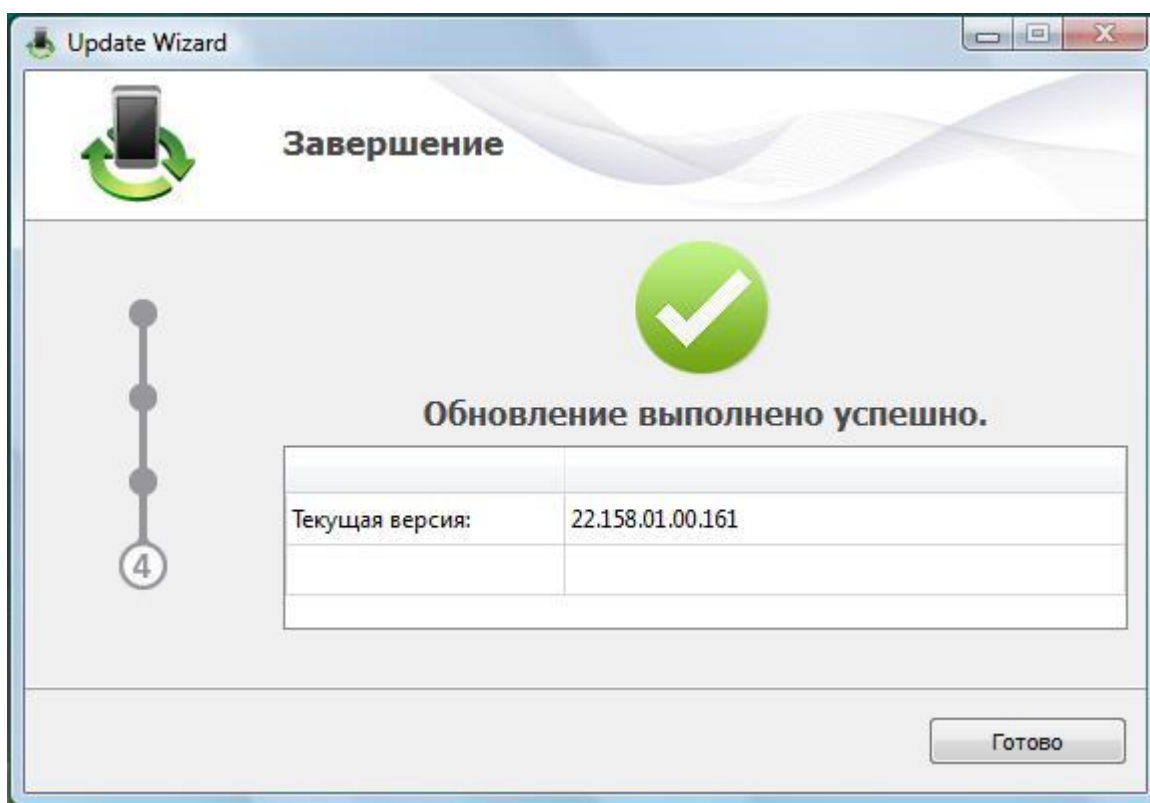 Update Wizard
Завершение
Обновление выполнено успешно.
Текущая версия: 22.158.01.00.161
4
Готово